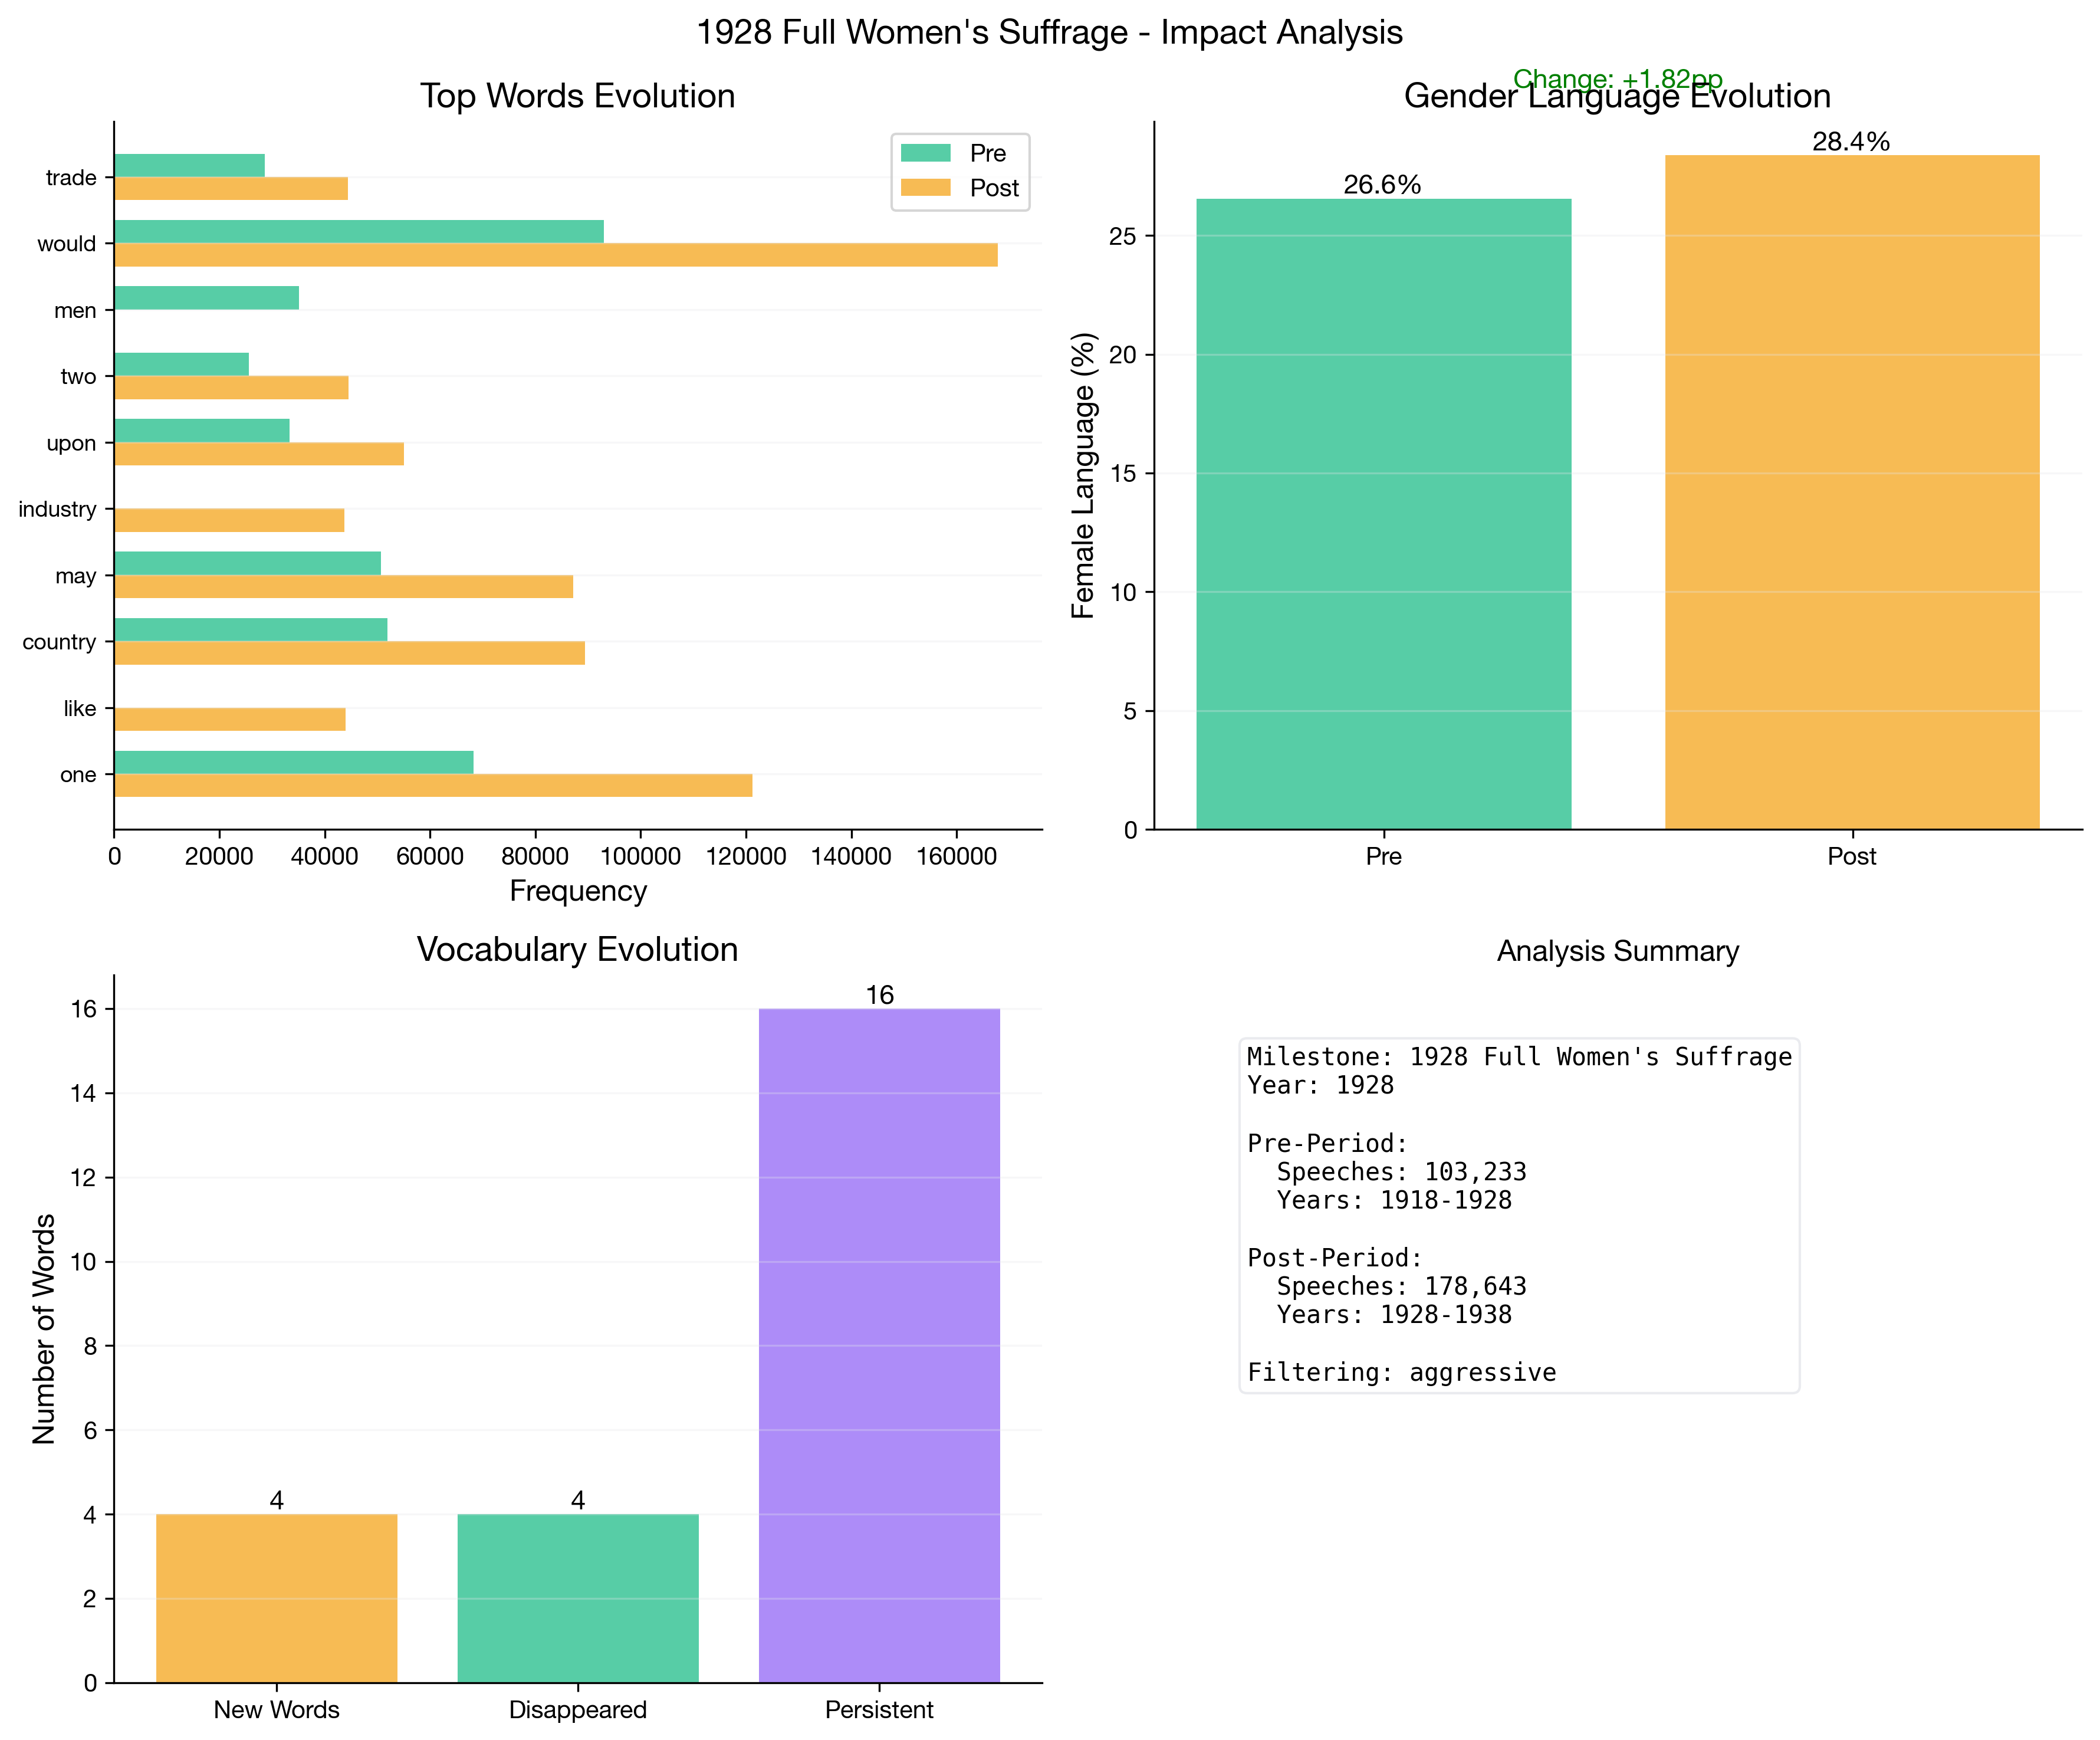 1928 Full Women's Suffrage - Impact Analysis
Top Words Evolution
trade
would
men
two
upon
industry
may
country
like
one
Pre
Post
0 20000 40000 60000 80000 100000 120000 140000 160000
Frequency
Change: +1.82pp
Gender Language Evolution
Female Language (%)
25
20
15
10
5
0
26.6%
28.4%
Pre Post
Vocabulary Evolution
Number of Words
16
14
12
10
8
6
4
2
0
4
4
16
New Words Disappeared Persistent
Analysis Summary
Milestone: 1928 Full Women's Suffrage
Year: 1928
Pre-Period:
Speeches: 103,233
Years: 1918-1928
Post-Period:
Speeches: 178,643
Years: 1928-1938
Filtering: aggressive